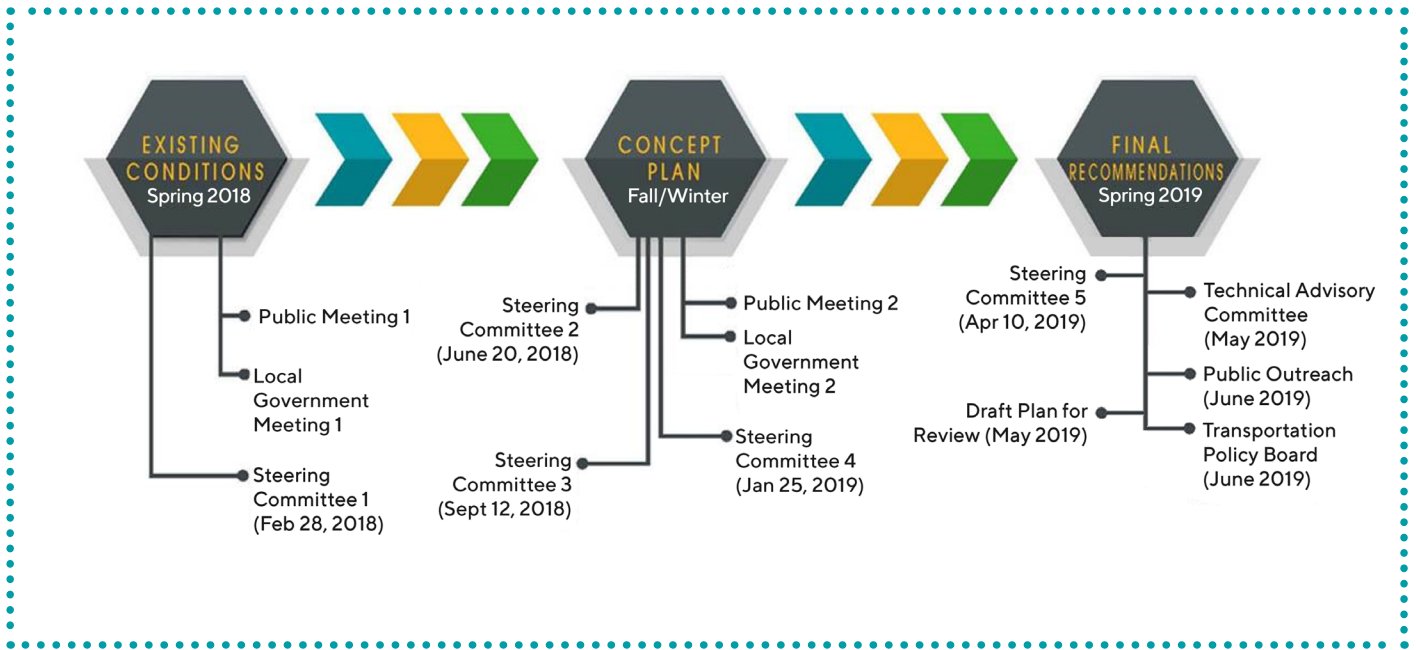 EXISTING
CONDITIONS
Spring 2018
Public Meeting 1
Local
Government
Meeting 1
Steering
Committee 1
(Feb 28, 2018)
CONCEPT
PLAN
Fall/Winter
Steering
Committee 2
(June 20, 2018)
Steering
Committee 3
(Sept 12, 2018)
Public Meeting 2
Local
Government
Meeting 2
Steering
Committee 4
(Jan 25, 2019)
FINAL
RECOMMENDATIONS
Spring 2019
Steering
Committee 5
(Apr 10, 2019)
Draft Plan for
Review (May 2019)
Technical Advisory
Committee
(May 2019)
Public Outreach
(June 2019)
Transportation
Policy Board
(June 2019)